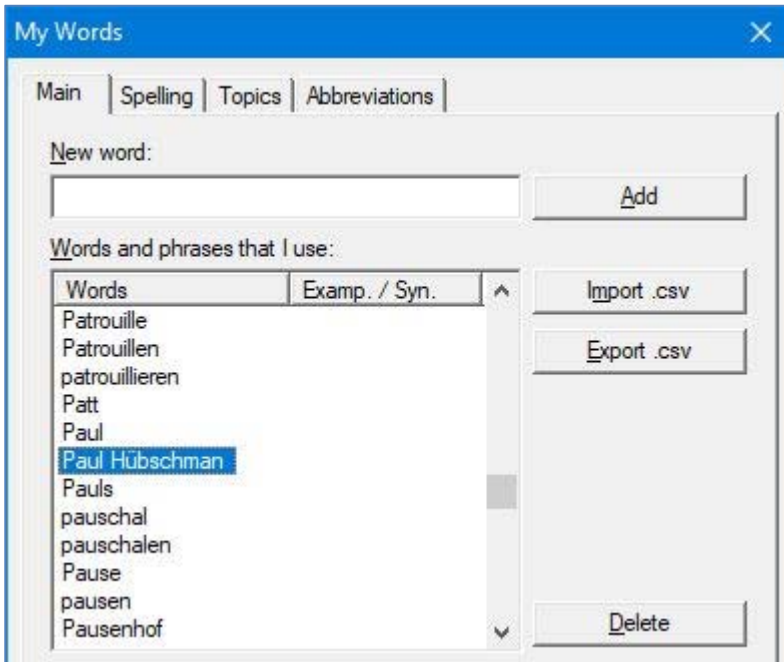 My Words
Main Spelling Topics Abbreviations
New word:
Add
Words and phrases that I use:
Words Examp. / Syn.
Import .csv
Patrouille
Patrouillen
Export .csv
patrouillieren
Patt
Paul
Paul Hübschman
Pauls
pauschal
pauschalen
Pause
pausen
Pausenhof
Delete